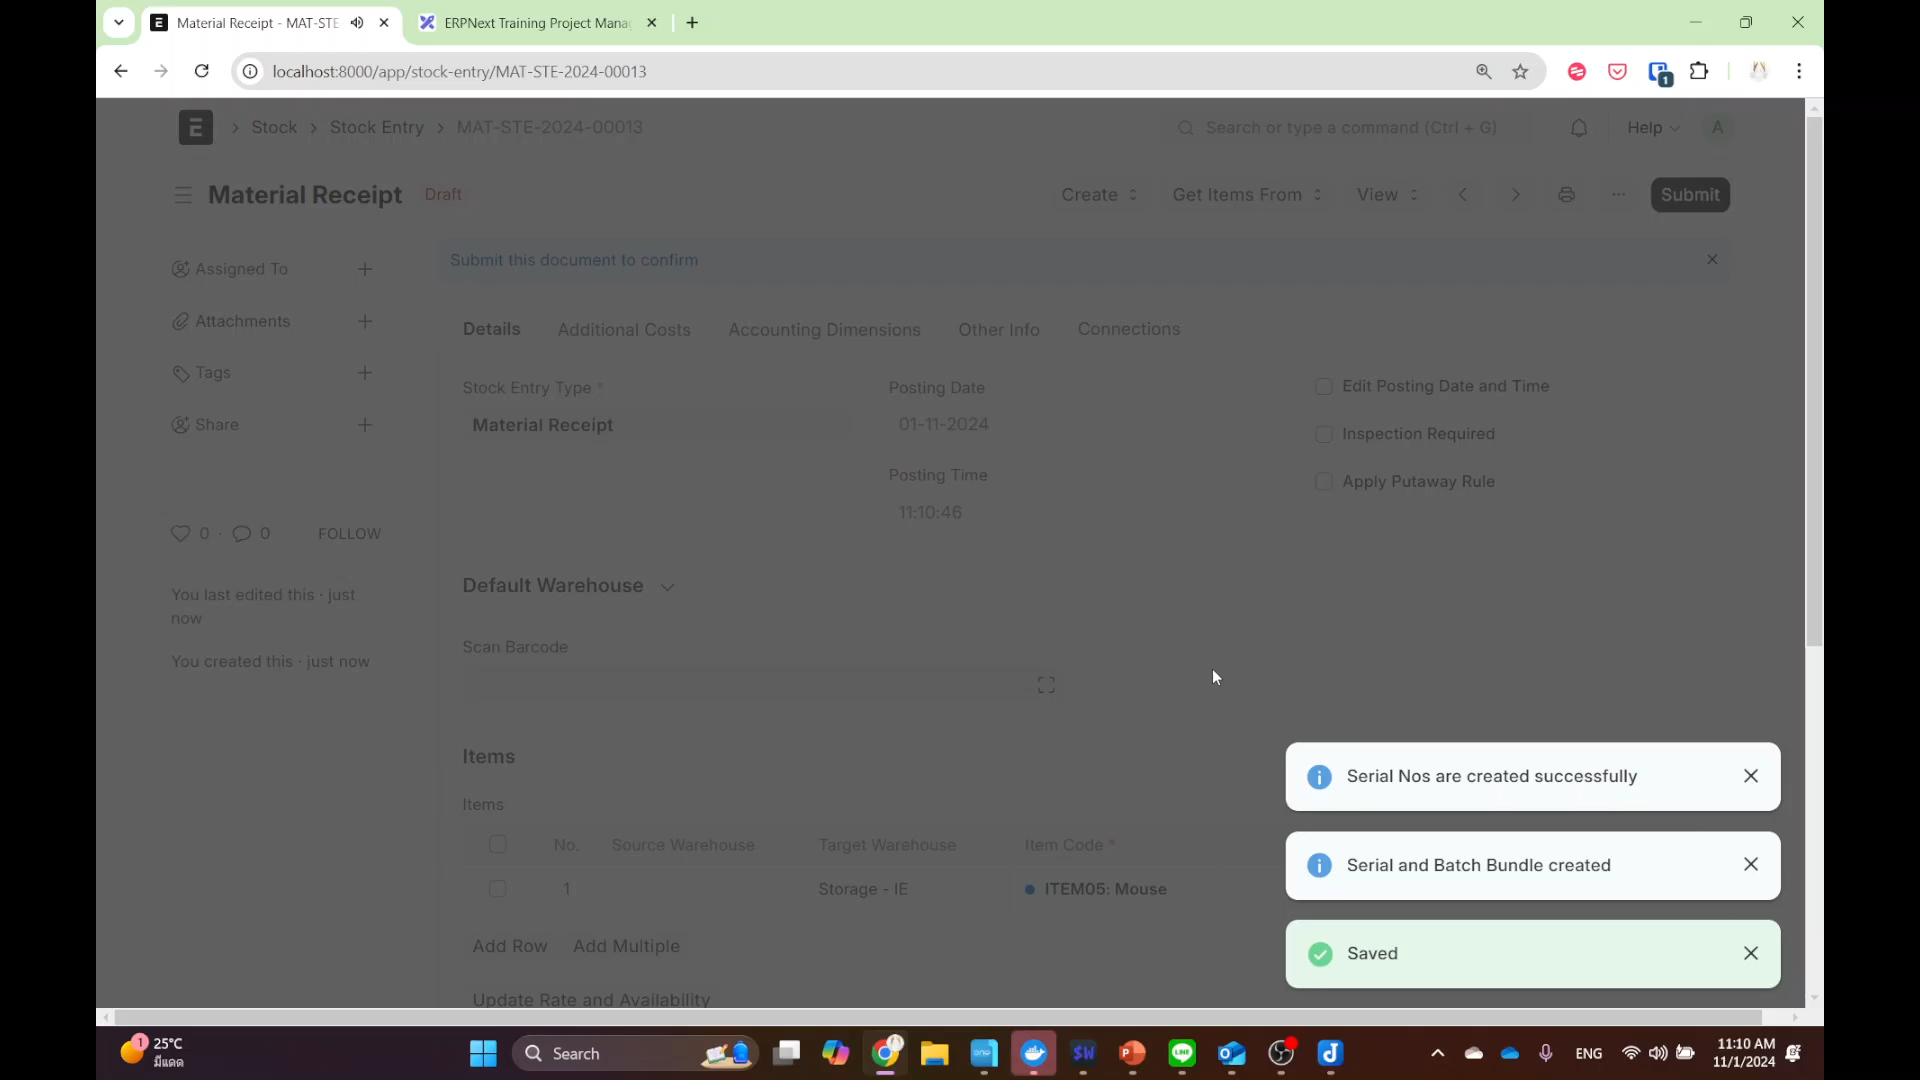 Material Receipt - MAT-STE
ERPNext Training Project Mana
localhost:8000/app/stock-entry/MAT-STE-2024-00013
1
E
Stock
Stock Entry
MAT-STE-2024-00013
Search or type a command (Ctrl + G)
Help
A
Material Receipt
Draft
Create
Get Items From
View
Submit
Assigned To
Attachments
Tags
Share
0 · 0
FOLLOW
You last edited this · just
now
You created this · just now
Submit this document to confirm
Details
Additional Costs
Accounting Dimensions
Other Info
Connections
Stock Entry Type *
Material Receipt
Posting Date
01-11-2024
Posting Time
11:10:46
Edit Posting Date and Time
Inspection Required
Apply Putaway Rule
Default Warehouse
Scan Barcode
Items
Items
No.
Source Warehouse
Target Warehouse
Item Code *
1
Storage - IE
ITEM05: Mouse
Add Row
Add Multiple
Update Rate and Availability
Serial Nos are created successfully
Serial and Batch Bundle created
Saved
1
25°C
มีแดด
Search
ENG
11:10 AM
11/1/2024